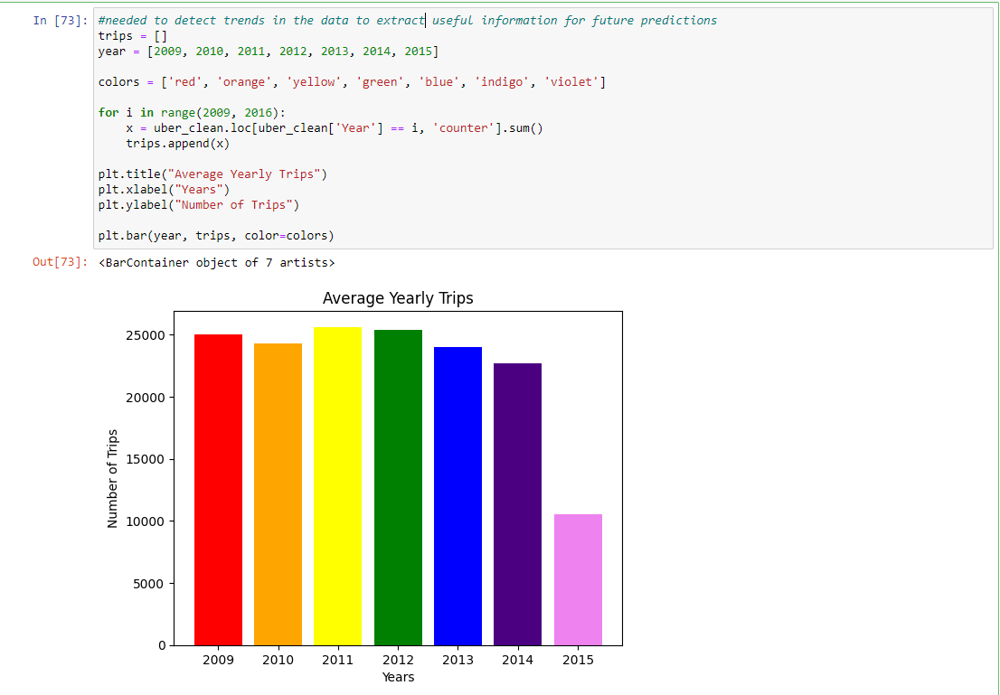 In [73]: #needed to detect trends in the data to extract useful information for future predictions
trips = []
year = [2009, 2010, 2011, 2012, 2013, 2014, 2015]
colors = ['red', 'orange', 'yellow', 'green', 'blue', 'indigo', 'violet']
for i in range(2009, 2016):
    x = uber_clean.loc[uber_clean['Year'] == i, 'counter'].sum()
    trips.append(x)
plt.title("Average Yearly Trips")
plt.xlabel("Years")
plt.ylabel("Number of Trips")
plt.bar(year, trips, color=colors)
Out[73]: <BarContainer object of 7 artists>
Average Yearly Trips
25000
20000
15000
10000
5000
0
Number of Trips
2009 2010 2011 2012 2013 2014 2015
Years